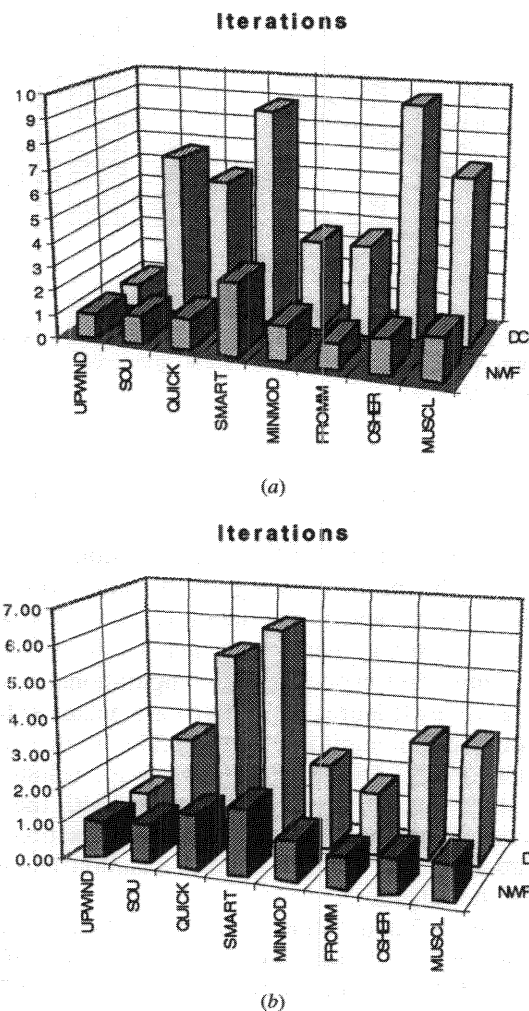 Iterations
10
9
8
7
6
5
4
3
2
1
0
UPWIND
SOU
QUICK
SMART
MINMOD
FROMM
OSHER
MUSCL
DC
NWF
(a)
Iterations
7.00
6.00
5.00
4.00
3.00
2.00
1.00
0.00
UPWIND
SOU
QUICK
SMART
MINMOD
FROMM
OSHER
MUSCL
D
NWF
(b)